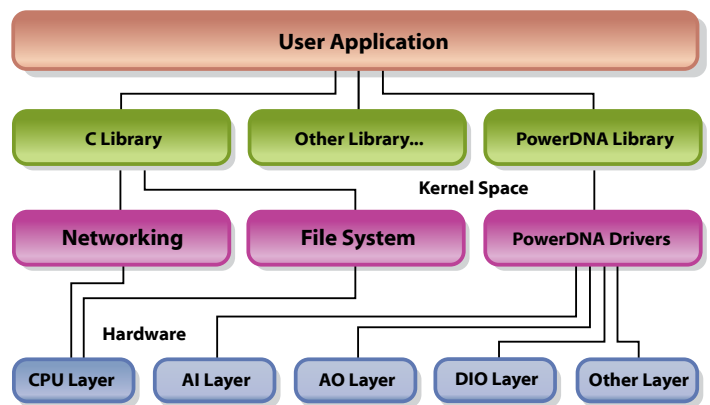 User Application
C Library
Other Library...
PowerDNA Library
Kernel Space
Networking
File System
PowerDNA Drivers
Hardware
CPU Layer
AI Layer
AO Layer
DIO Layer
Other Layer